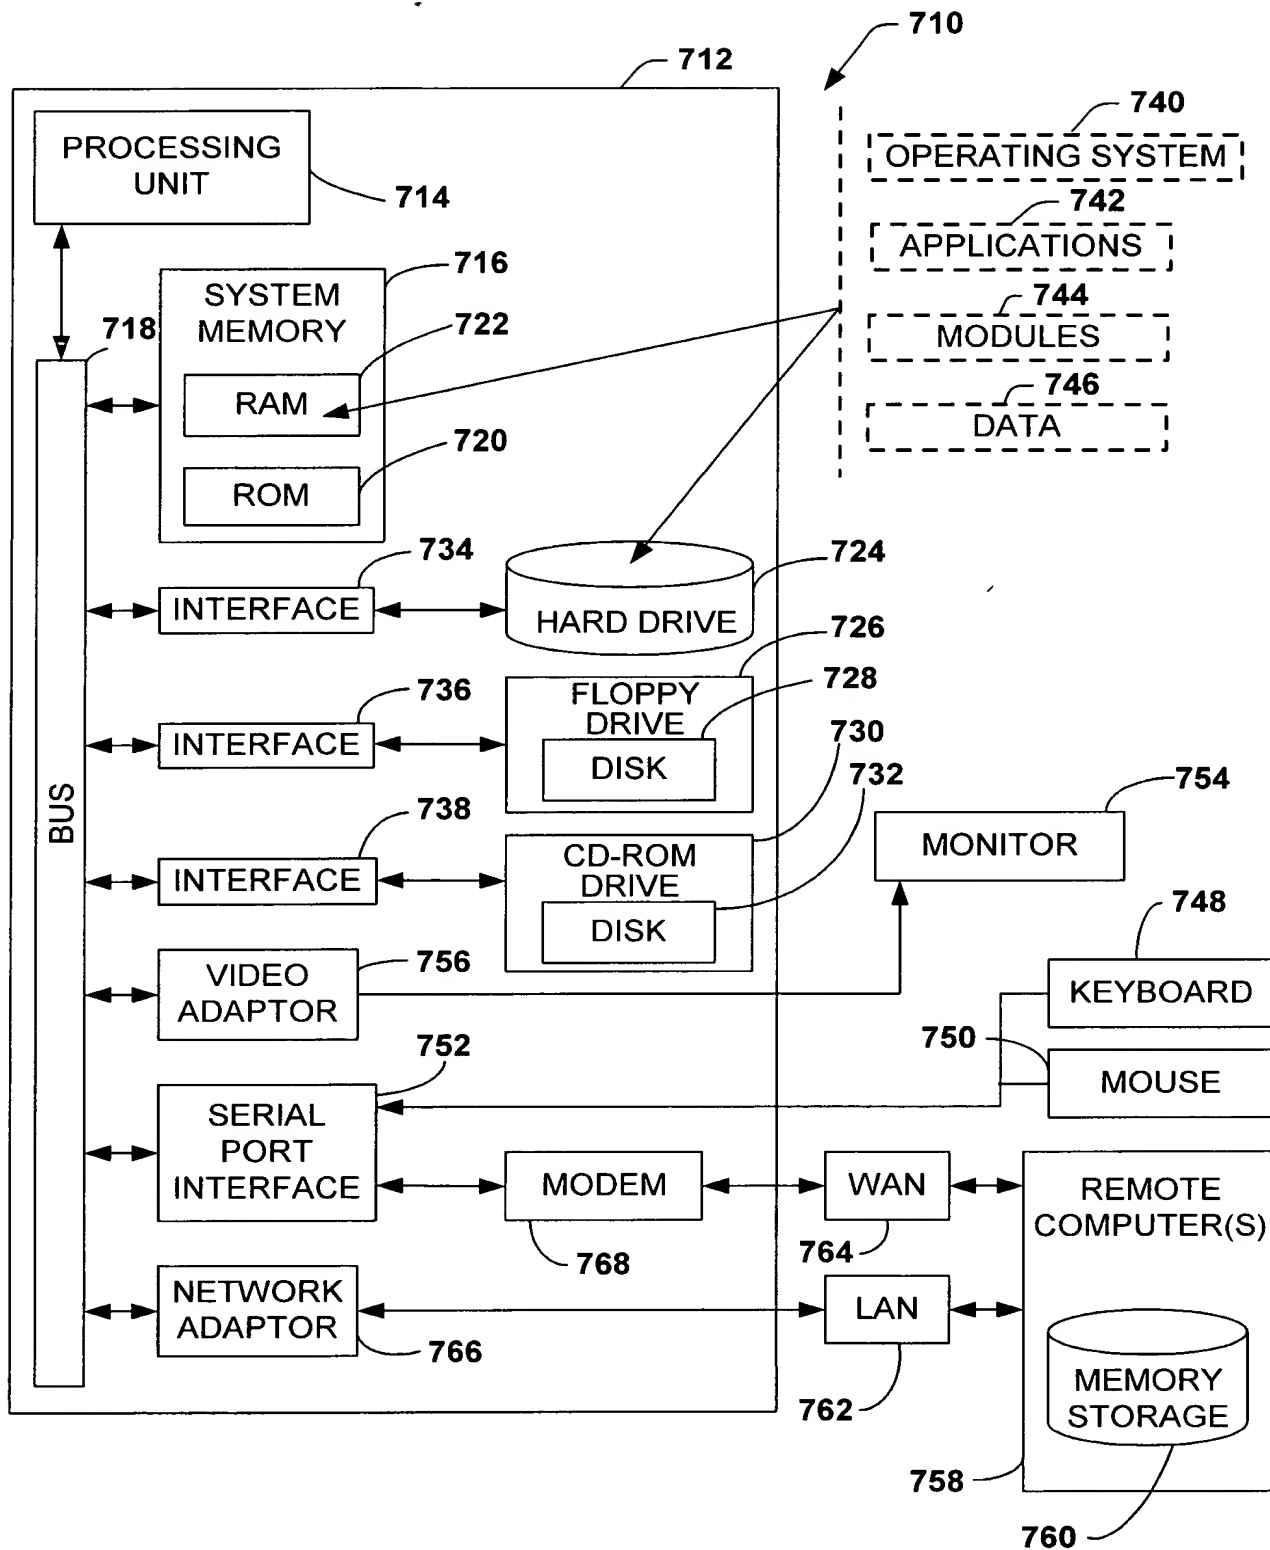 710
712
740
PROCESSING
UNIT
OPERATING SYSTEM
714
742
APPLICATIONS
716
SYSTEM
MEMORY
744
718
722
MODULES
RAM
746
DATA
720
ROM
734
724
INTERFACE
HARD DRIVE
726
736
FLOPPY
DRIVE
728
INTERFACE
730
DISK
732
754
BUS
738
MONITOR
CD-ROM
DRIVE
INTERFACE
748
DISK
756
VIDEO
ADAPTOR
KEYBOARD
752
750
MOUSE
SERIAL
PORT
INTERFACE
MODEM
WAN
REMOTE
COMPUTER(S)
768
764
NETWORK
ADAPTOR
LAN
766
762
MEMORY
STORAGE
758
760